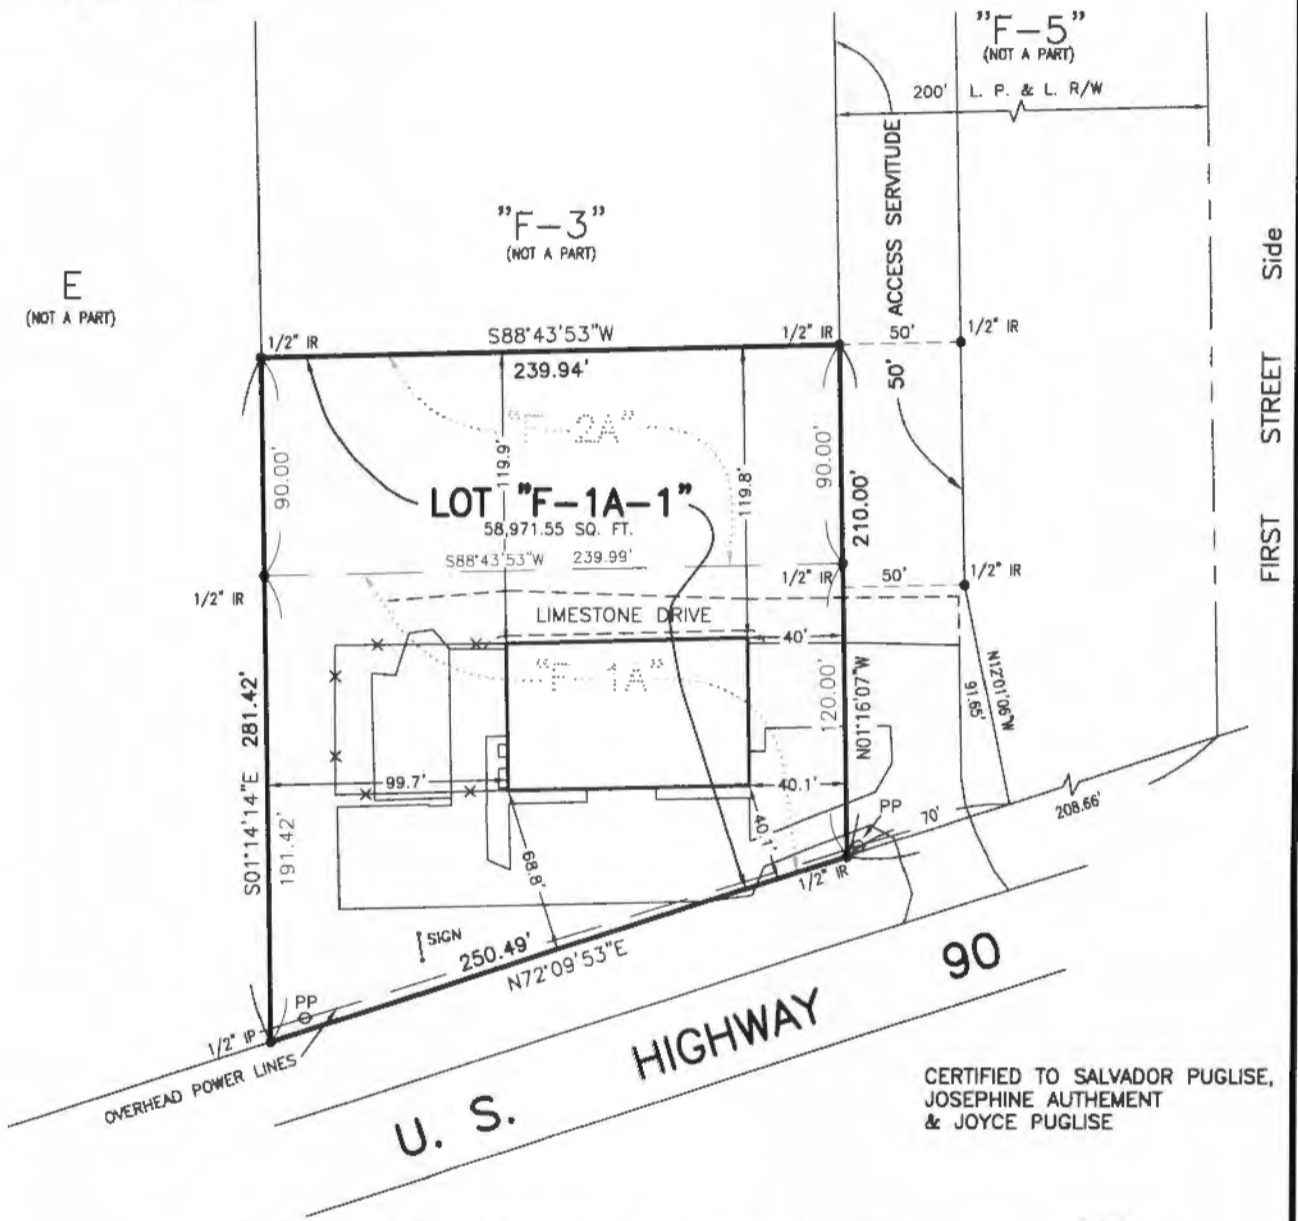 "F-5"
(NOT A PART)
200' L. P. & L. R/W
ACCESS SERVITUDE
50'
"F-3"
(NOT A PART)
E
(NOT A PART)
FIRST STREET Side
1/2" IR
S88°43'53"W
239.94'
1/2" IR
50'
1/2" IR
"F-2A"
90.00'
119.9'
119.8'
90.00'
210.00'
LOT "F-1A-1"
58,971.55 SQ. FT.
S88°43'53"W 239.99'
1/2" IR
1/2" IR
50'
1/2" IR
LIMESTONE DRIVE
40'
"F-1A"
120.00'
N01°16'07"W
N12°01'06"W
91.65'
S01°14'14"E 281.42'
191.42'
99.7'
40.1'
40.1'
68.8'
PP
70'
208.66'
1/2" IR
SIGN
250.49'
N72°09'53"E
PP
1/2" IP
OVERHEAD POWER LINES
U. S. HIGHWAY 90
CERTIFIED TO SALVADOR PUGLISE,
JOSEPHINE AUTHEMENT
& JOYCE PUGLISE